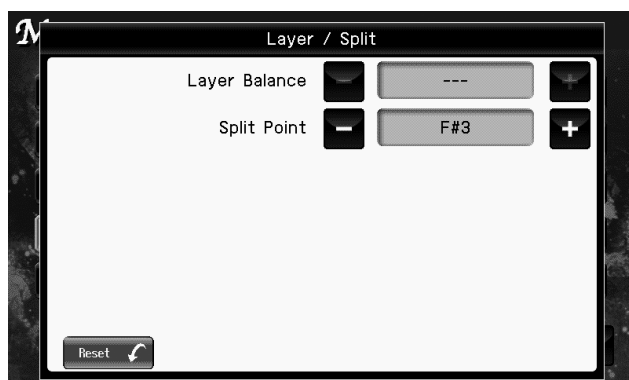 M
Layer / Split
Layer Balance - --- +
Split Point - F#3 +
Reset